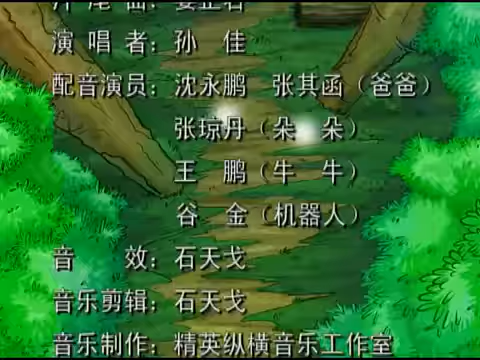 演 唱 者：孙 佳
配音演员：沈永鹏 张其函（爸爸）
张琼丹（朵 朵）
王 鹏（牛 牛）
谷 金（机器人）
音 效：石天戈
音乐剪辑：石天戈
音乐制作：精英纵横音乐工作室